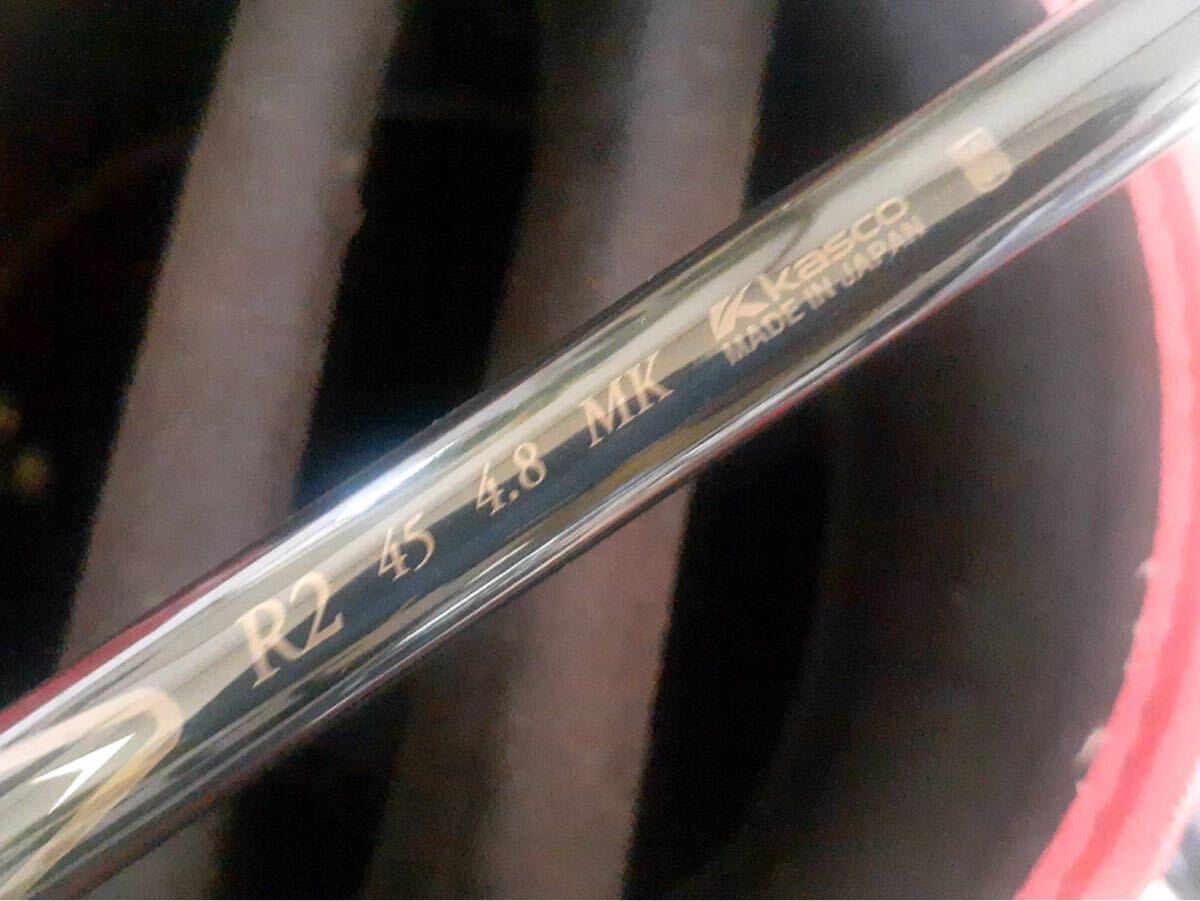 R2 45 4.8 MK
Kasco
MADE IN JAPAN